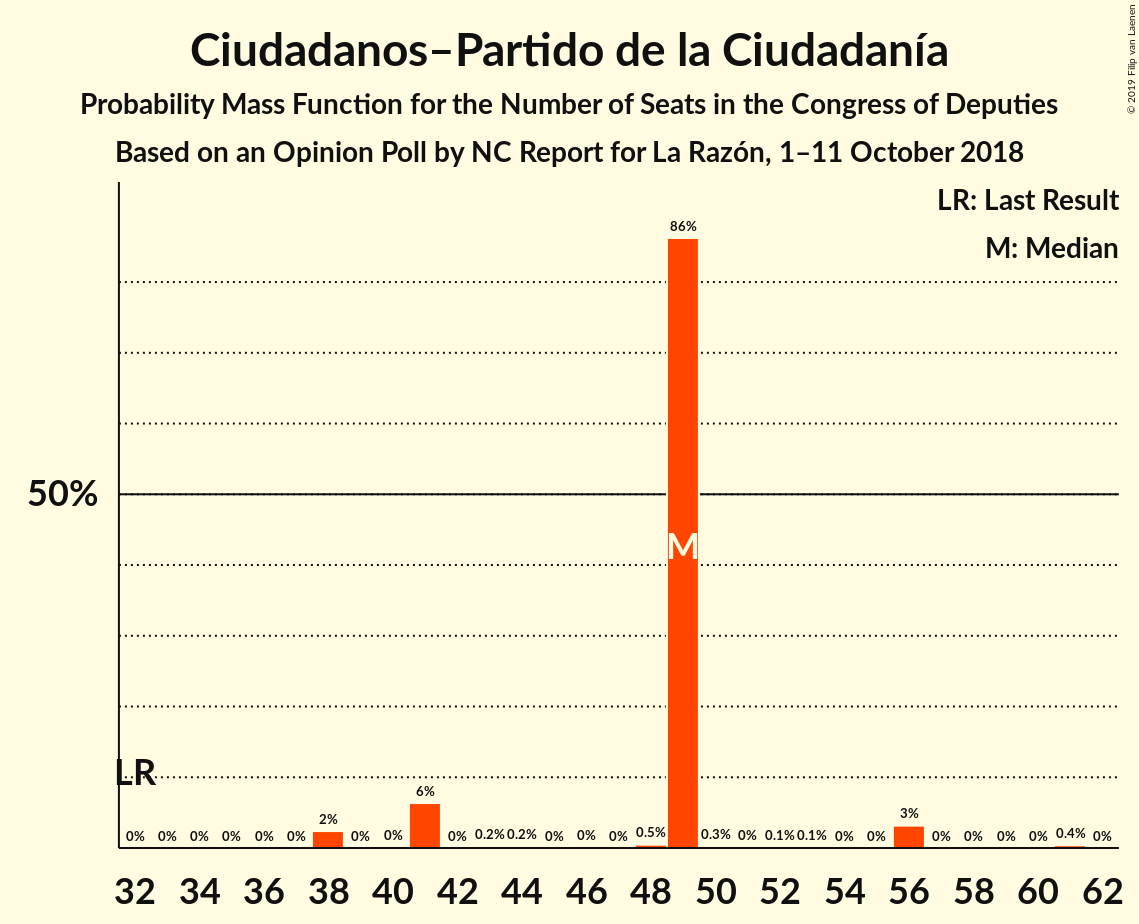 Ciudadanos–Partido de la Ciudadanía
Probability Mass Function for the Number of Seats in the Congress of Deputies
Based on an Opinion Poll by NC Report for La Razón, 1–11 October 2018
© 2019 Filip van Laenen
LR: Last Result
M: Median
86%
50%
M
LR
0% 0% 0% 0% 0% 0% 2% 0% 0% 6% 0% 0.2% 0.2% 0% 0% 0% 0.5% 0.3% 0% 0.1% 0.1% 0% 0% 3% 0% 0% 0% 0% 0.4% 0%
32 34 36 38 40 42 44 46 48 50 52 54 56 58 60 62